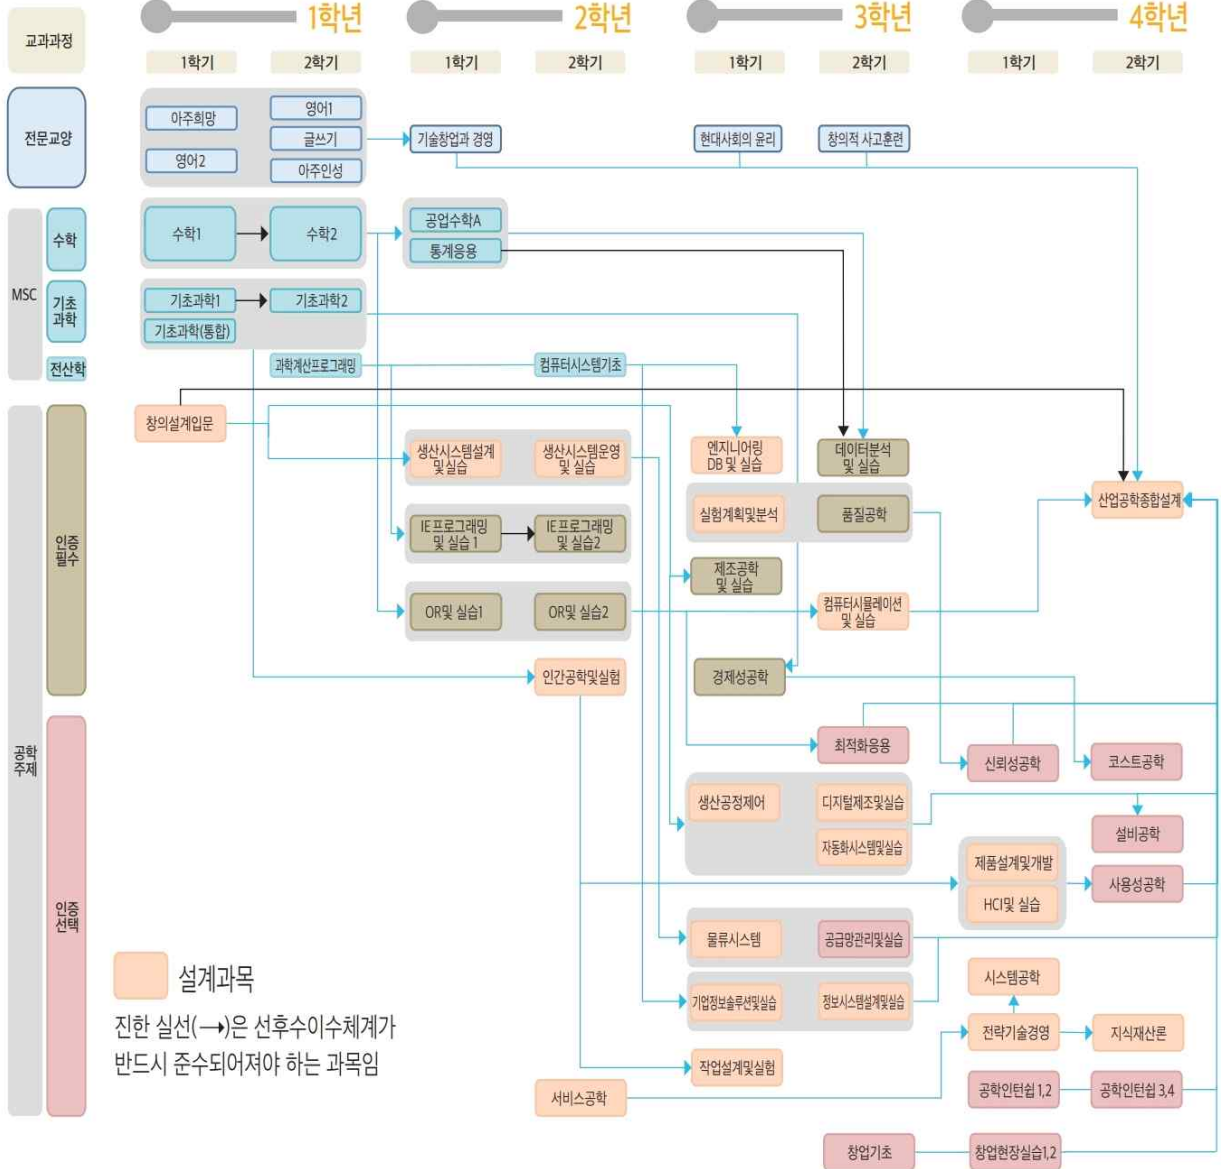 교과과정
1학년
2학년
3학년
4학년
1학기
2학기
1학기
2학기
1학기
2학기
1학기
2학기
전문교양
아주희망
영어2
영어1
글쓰기
아주인성
기술창업과 경영
현대사회의 윤리
창의적 사고훈련
MSC
수학
수학1
수학2
공업수학A
통계응용
기초
과학
기초과학1
기초과학2
기초과학(통합)
전산학
과학계산프로그래밍
컴퓨터시스템기초
공학
주제
인증
필수
창의설계입문
생산시스템설계
및실습
생산시스템운영
및 실습
엔지니어링
DB 및 실습
데이터분석
및 실습
산업공학종합설계
실험계획및분석
품질공학
IE 프로그래밍
및 실습 1
IE 프로그래밍
및 실습2
제조공학
및 실습
OR및 실습1
OR및 실습2
컴퓨터시뮬레이션
및 실습
인간공학및실험
경제성공학
인증
선택
최적화응용
신뢰성공학
코스트공학
생산공정제어
디지털제조및실습
자동화시스템및실습
설비공학
제품설계및개발
HCI및 실습
사용성공학
물류시스템
공급망관리및실습
기업정보솔루션및실습
정보시스템설계및실습
시스템공학
전략기술경영
지식재산론
작업설계및실험
서비스공학
공학인턴쉽 1,2
공학인턴쉽 3,4
창업기초
창업현장실습1,2
설계과목
진한 실선(→)은 선후수이수체계가
반드시 준수되어져야 하는 과목임